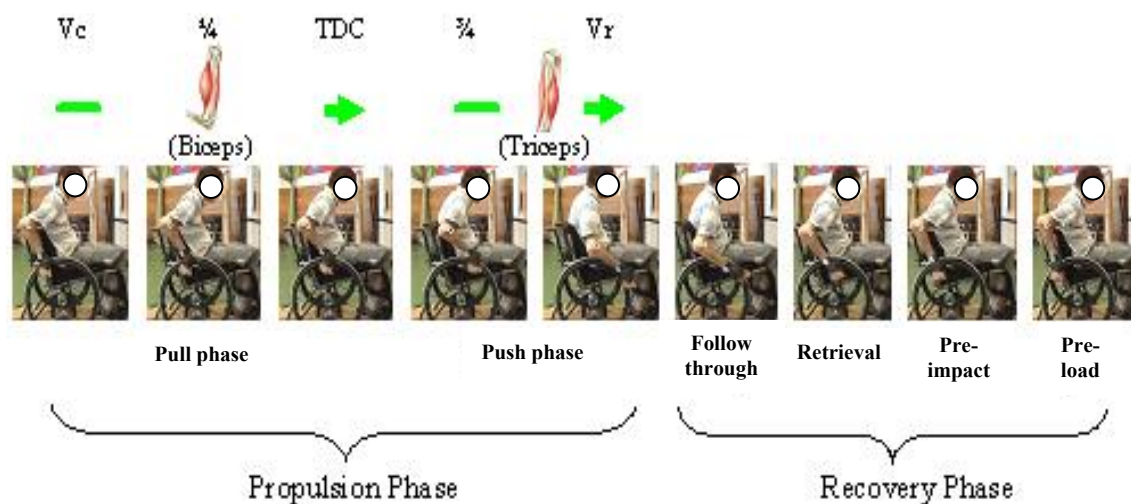 Vc ¼ TDC ¾ Vr
(Biceps) (Triceps)
Pull phase Push phase Follow through Retrieval Pre-impact Pre-load
Propulsion Phase Recovery Phase